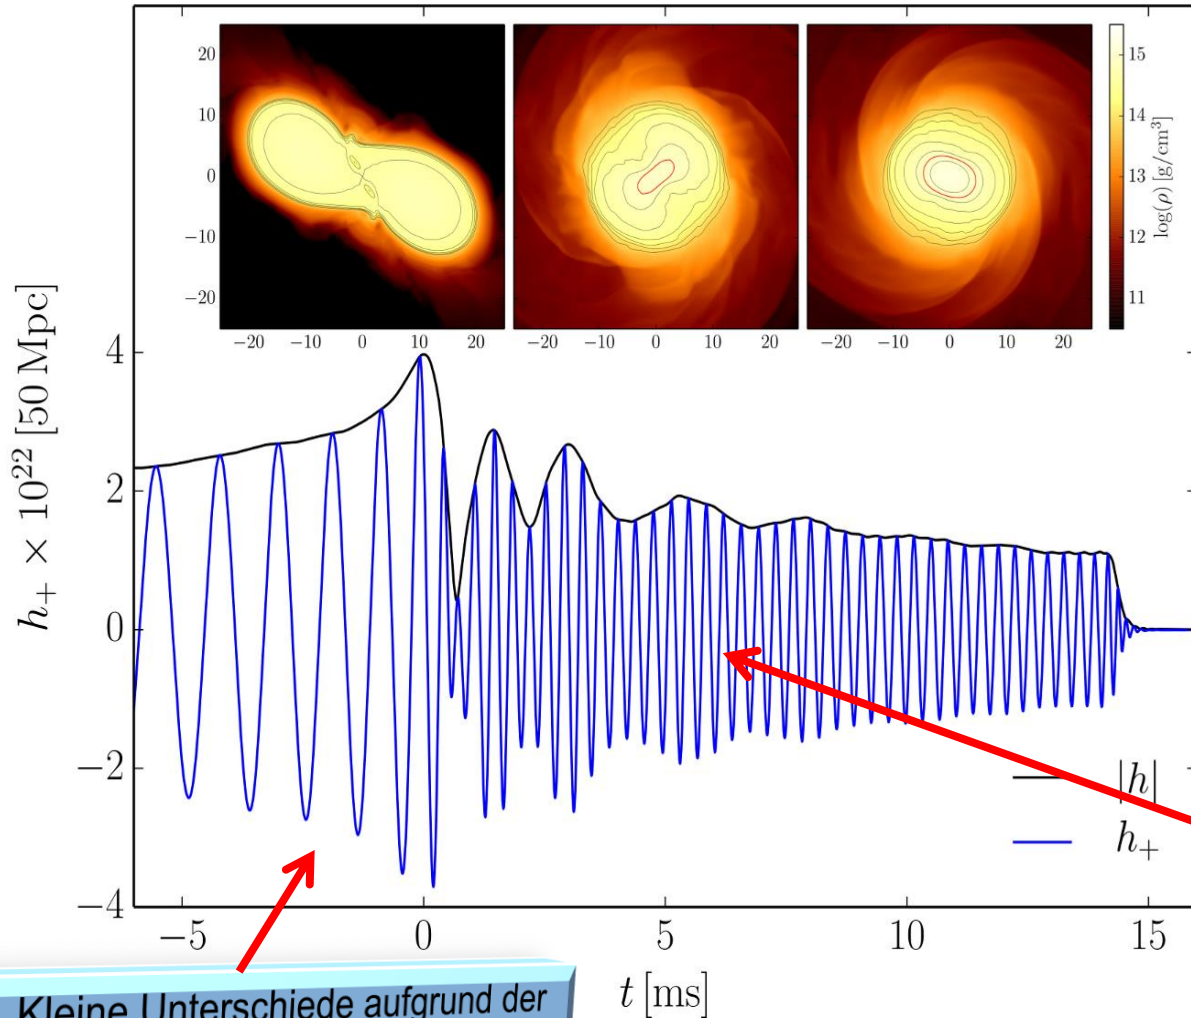 20
10
0
−10
−20
−20 −10 0 10 20
−20 −10 0 10 20
−20 −10 0 10 20
15
14
13
12
11
log(ρ) [g/cm³]
h₊ × 10²² [50 Mpc]
4
2
0
−2
−4
|h|
h₊
−5 0 5 10 15
t [ms]
Kleine Unterschiede aufgrund der